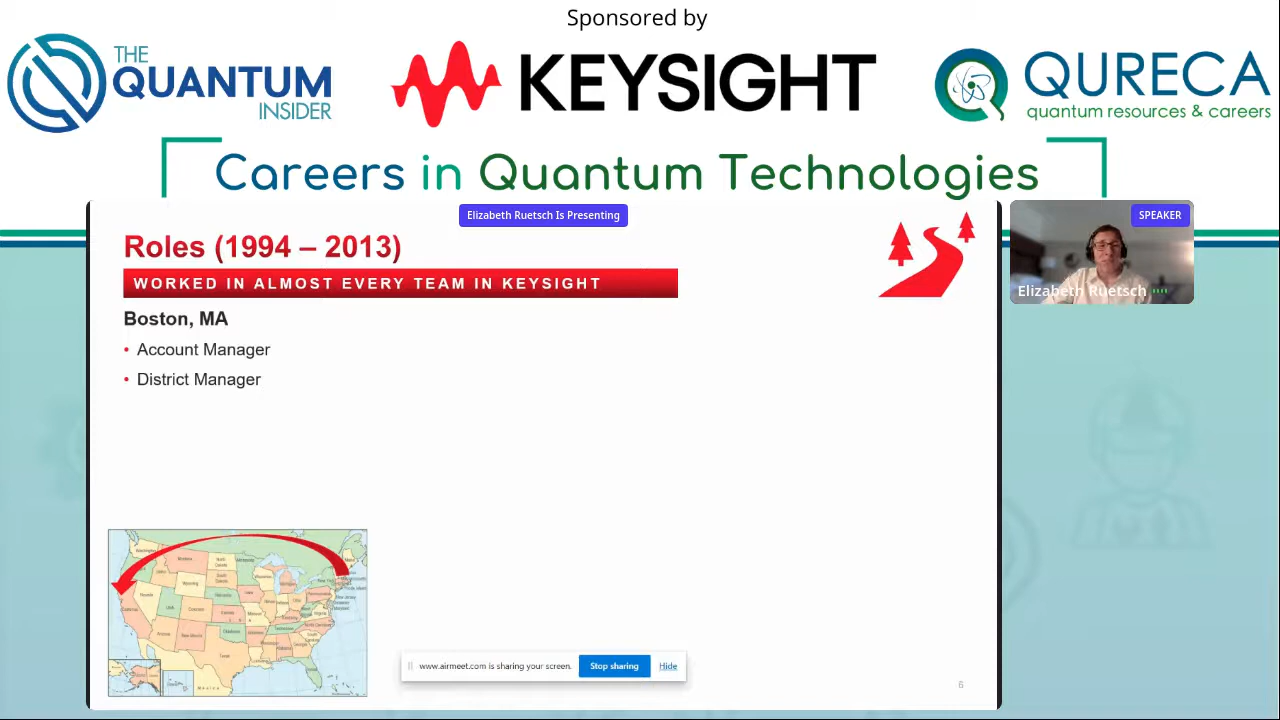 Sponsored by
THE
QUANTUM
INSIDER
KEYSIGHT
QURECA
quantum resources & careers
Careers in Quantum Technologies
Elizabeth Ruetsch Is Presenting
SPEAKER
Elizabeth Ruetsch
Roles (1994 – 2013)
WORKED IN ALMOST EVERY TEAM IN KEYSIGHT
Boston, MA
• Account Manager
• District Manager
www.airmeet.com is sharing your screen.
Stop sharing
Hide
6